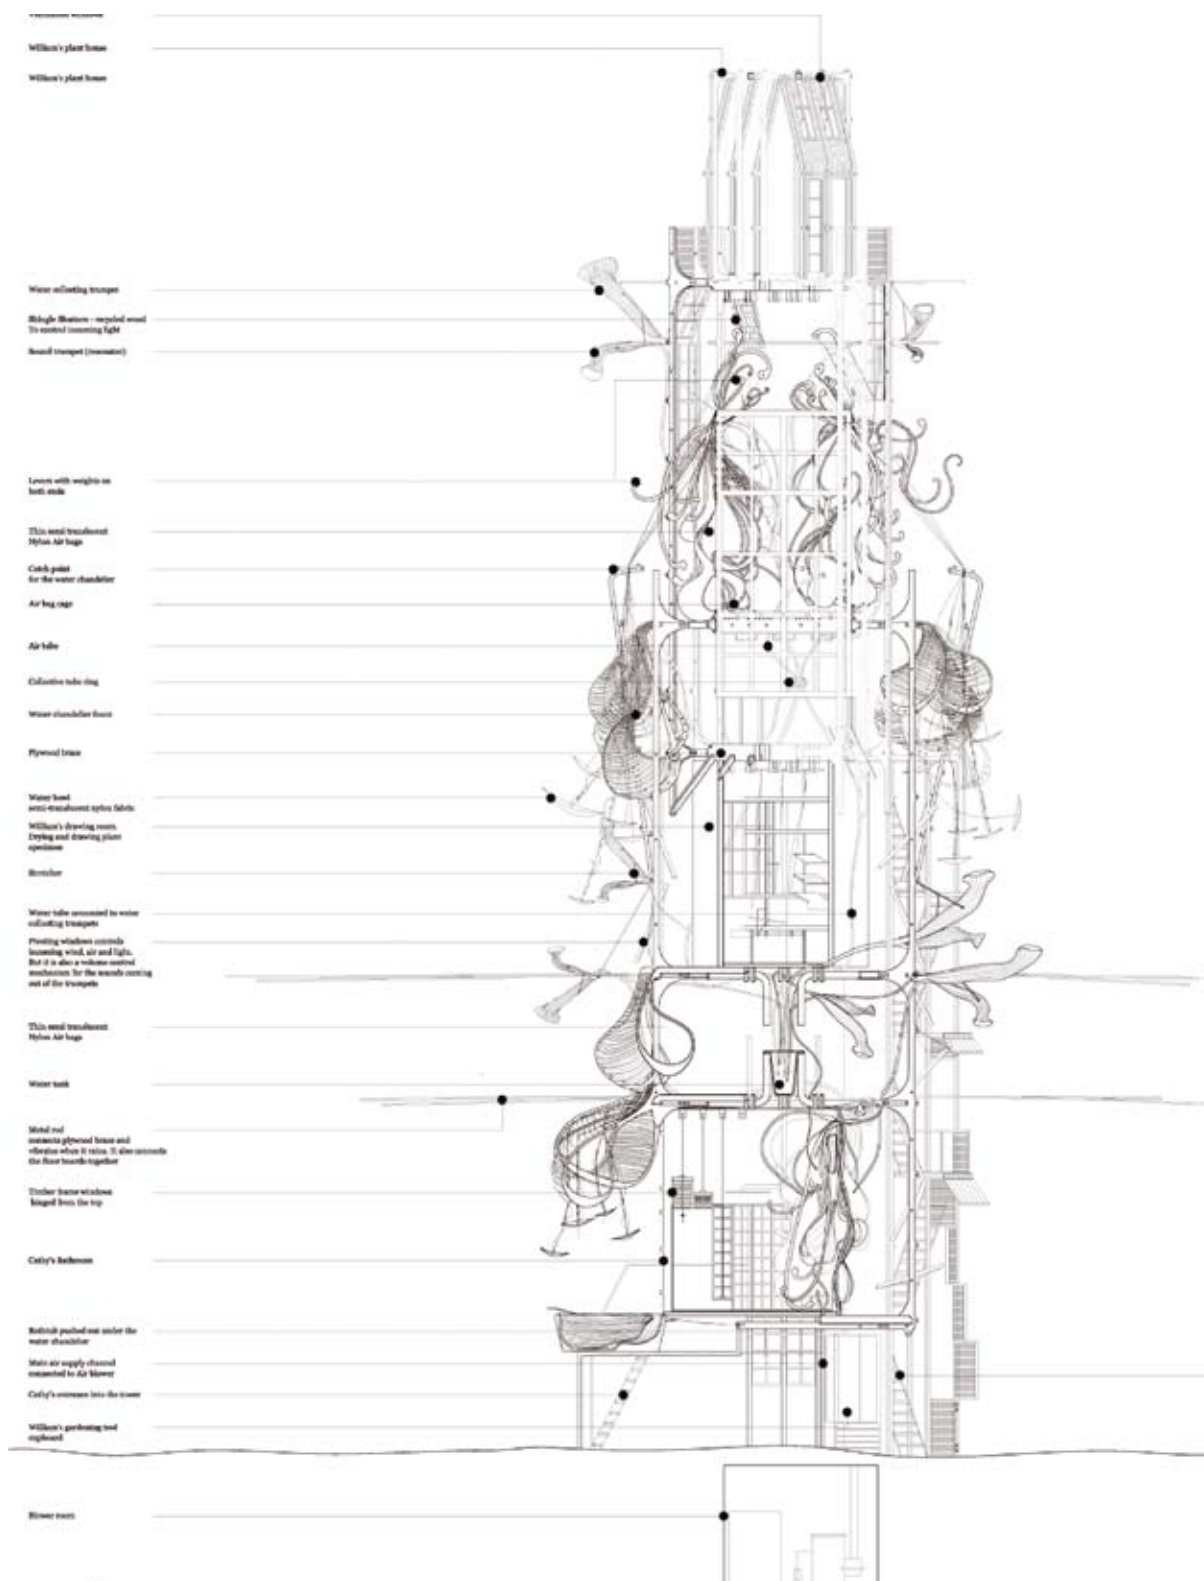 Ventilation windows
William's plant house
William's plant house
Water collecting trumpet
Shingle Shutters - recycled wood
To control incoming light
Sound trumpet (resonator)
Levers with weights on
both ends
Thin semi translucent
Nylon Air bags
Catch point
for the water chandelier
Air bag cage
Air tube
Collective tube ring
Water chandelier frame
Plywood brace
Water bowl
semi-translucent nylon fabric
William's drawing room
Drying and drawing plant
specimen
Water tube connected to water
collecting trumpets
Pivoting windows controls
incoming wind, air and light.
But it is also a volume control
mechanism for the sounds coming
out of the trumpets
Thin semi translucent
Nylon Air bags
Water tank
Metal rod
connects plywood brace and
vibrates when it rains. It also connects
the floor boards together
Timber frame windows
hinged from the top
Cathy's Bathroom
Bathtub pushed out under the
water chandelier
Main air supply channel
connected to Air blower
Cathy's entrance into the tower
William's gardening tool
cupboard
Blower room